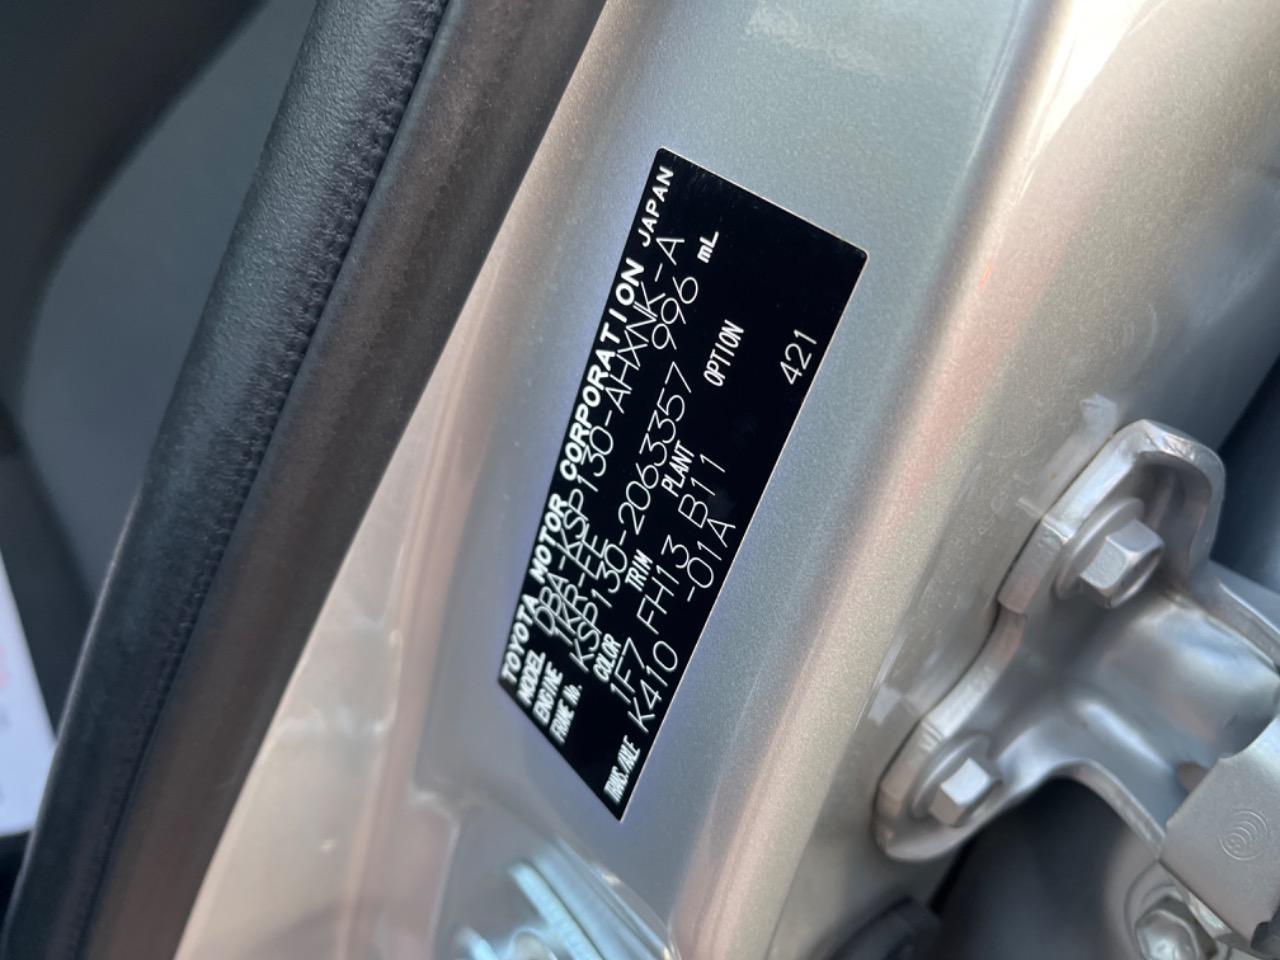 TOYOTA MOTOR CORPORATION JAPAN
MODEL DBA-KSP130-AHXNK-A
ENGINE 1KR-FE 996 mL
FRAME No. KSP130-2063357
COLOR TRIM PLANT OPTION
1F7 FH13 B11
TRANS./AXLE K410 -01A 421